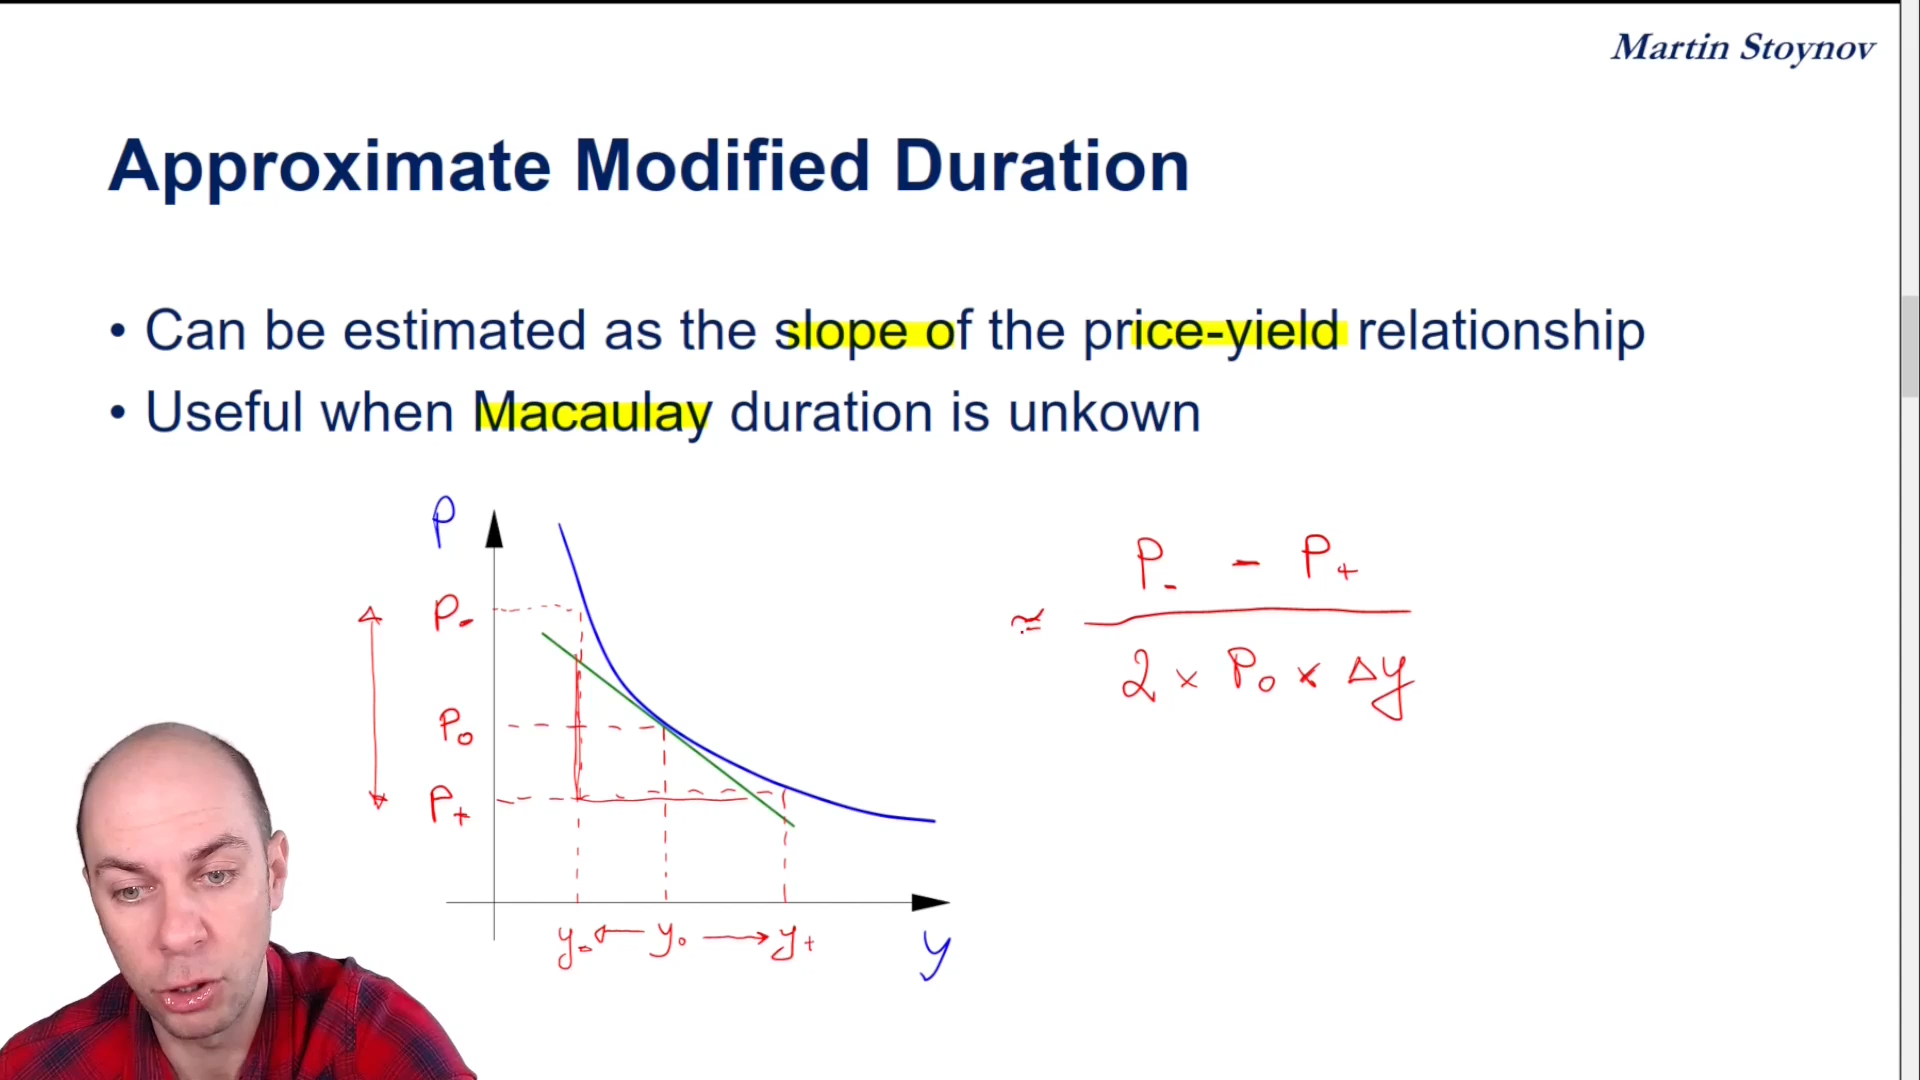 Martin Stoynov
Approximate Modified Duration
• Can be estimated as the slope of the price-yield relationship
• Useful when Macaulay duration is unkown
P
P-
P0
P+
y- ← y0 → y+
y
≅ P- - P+
2 × P0 × Δy